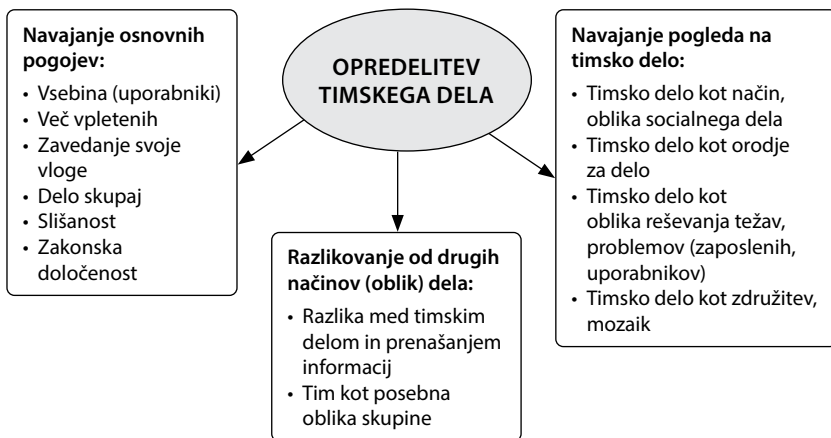 Navajanje osnovnih
pogojev:
• Vsebina (uporabniki)
• Več vpletenih
• Zavedanje svoje
vloge
• Delo skupaj
• Slišanost
• Zakonska
določenost
OPREDELITEV
TIMSKEGA DELA
Razlikovanje od drugih
načinov (oblik) dela:
• Razlika med timskim
delom in prenašanjem
informacij
• Tim kot posebna
oblika skupine
Navajanje pogleda na
timsko delo:
• Timsko delo kot način,
oblika socialnega dela
• Timsko delo kot orodje
za delo
• Timsko delo kot
oblika reševanja težav,
problemov (zaposlenih,
uporabnikov)
• Timsko delo kot združitev,
mozaik